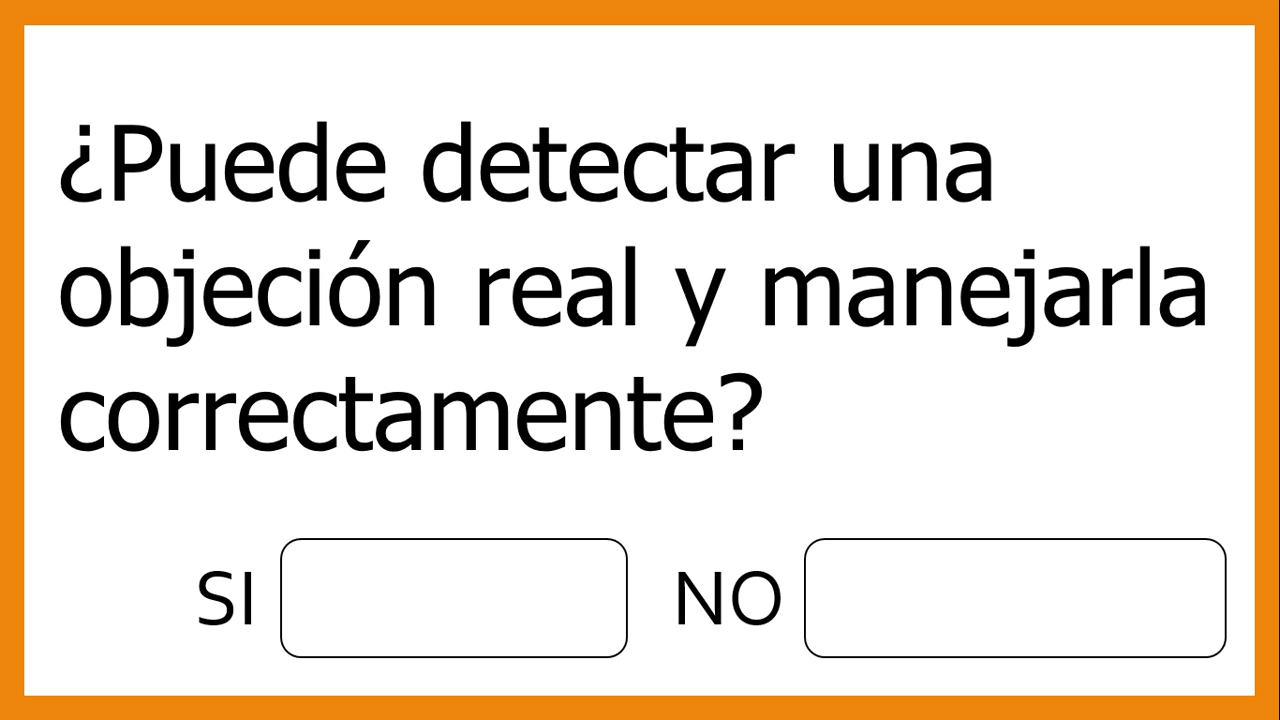 ¿Puede detectar una
objeción real y manejarla
correctamente?
SI NO